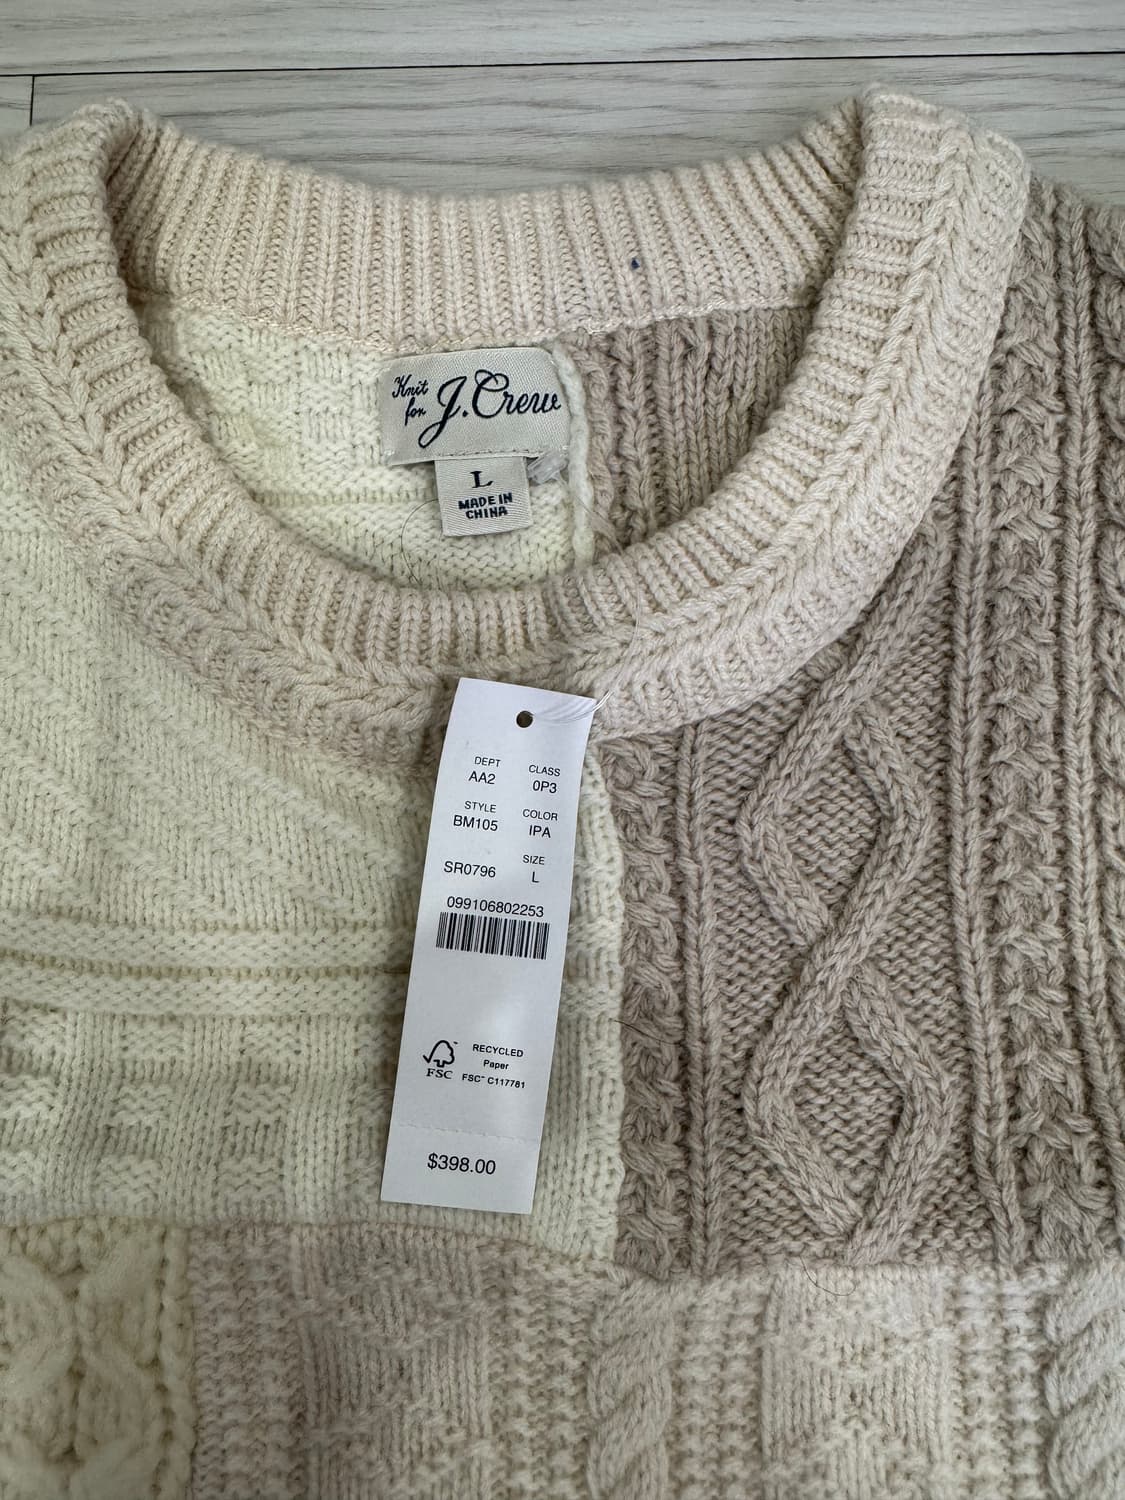 Knit
for J.Crew
L
MADE IN
CHINA
DEPT CLASS
AA2 0P3
STYLE COLOR
BM105 IPA
SIZE
SR0796 L
099106802253
FSC™
FSC
RECYCLED
Paper
FSC™ C117781
$398.00